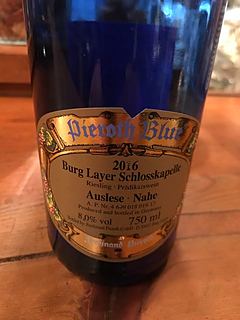 Pieroth Blue
2016
Burg Layer Schlosskapelle
Riesling - Prädikatswein
Auslese · Nahe
Produced and bottled in Germany
8,0% vol 750 ml